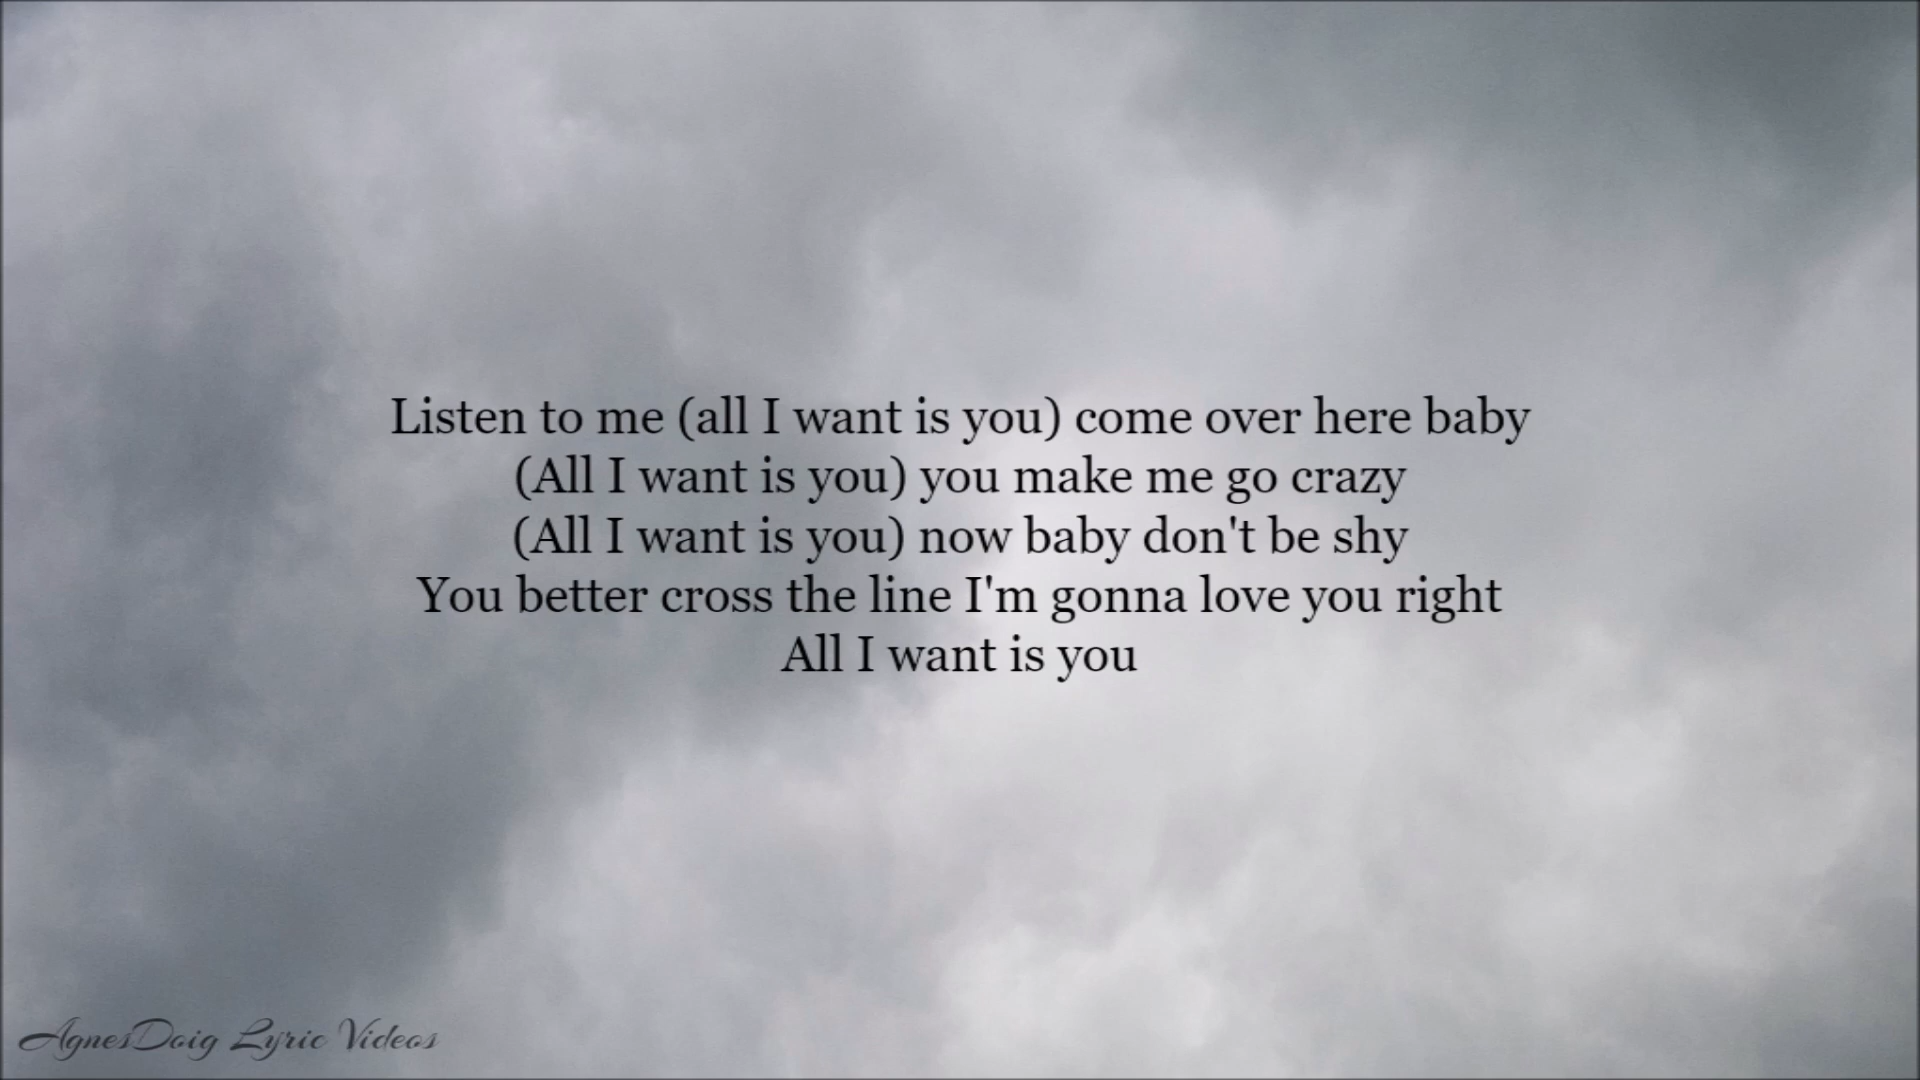 Listen to me (all I want is you) come over here baby
(All I want is you) you make me go crazy
(All I want is you) now baby don't be shy
You better cross the line I'm gonna love you right
All I want is you
AgnesDoig Lyric Videos